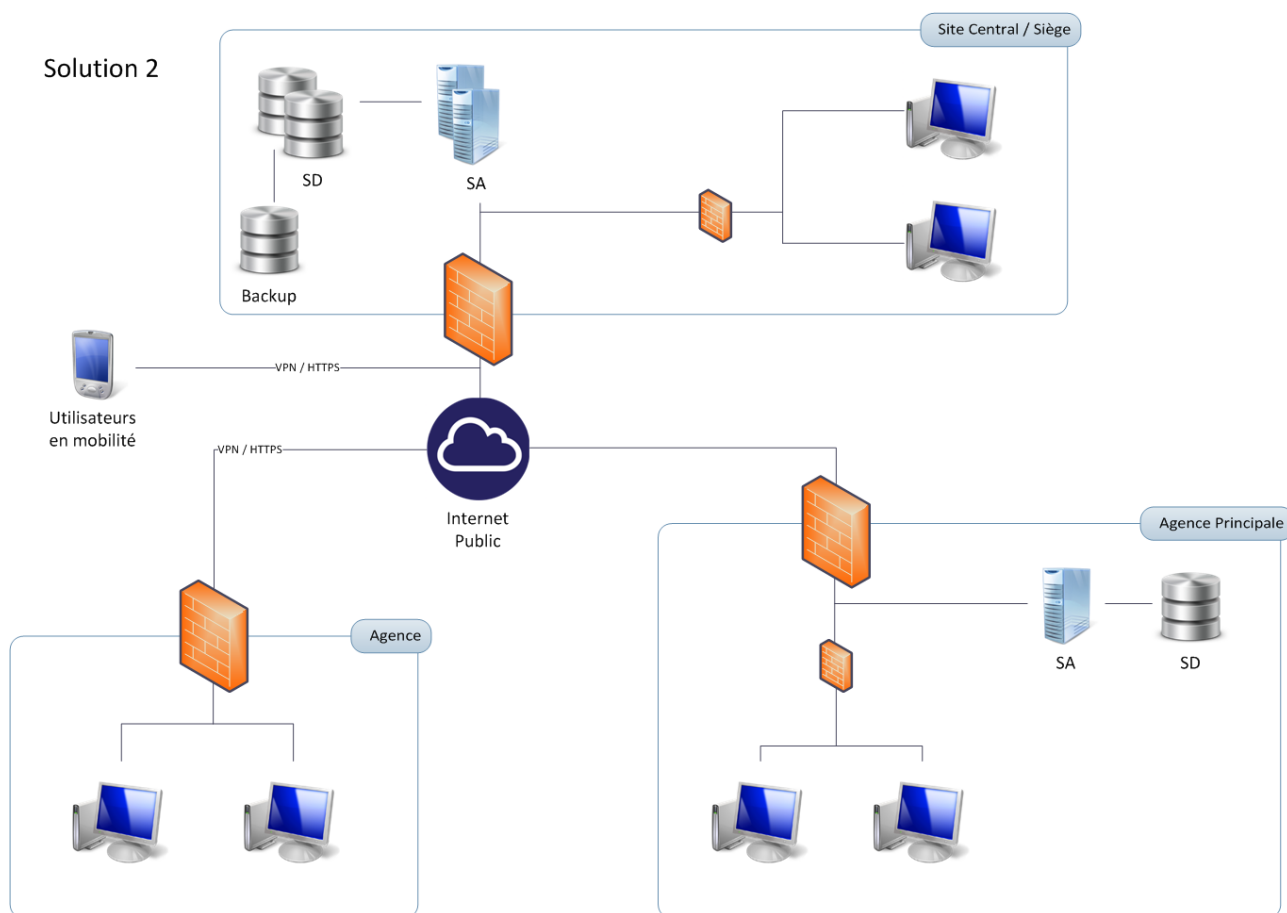 Site Central / Siège
Solution 2
SD
SA
Backup
VPN / HTTPS
Utilisateurs
en mobilité
VPN / HTTPS
Internet
Public
Agence Principale
Agence
SA
SD